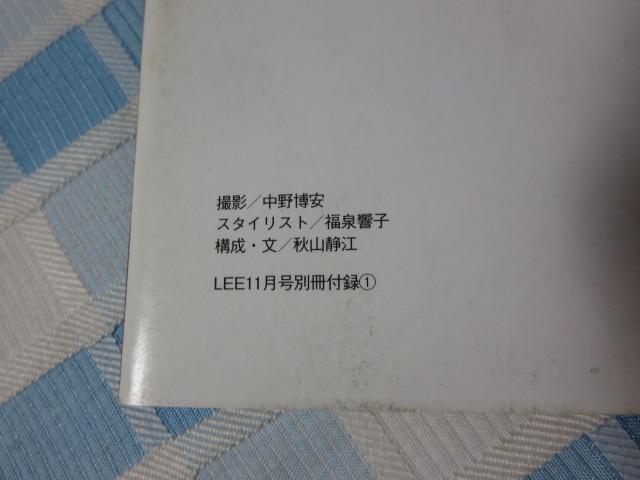 撮影／中野博安
スタイリスト／福泉響子
構成・文／秋山静江
LEE11月号別冊付録①